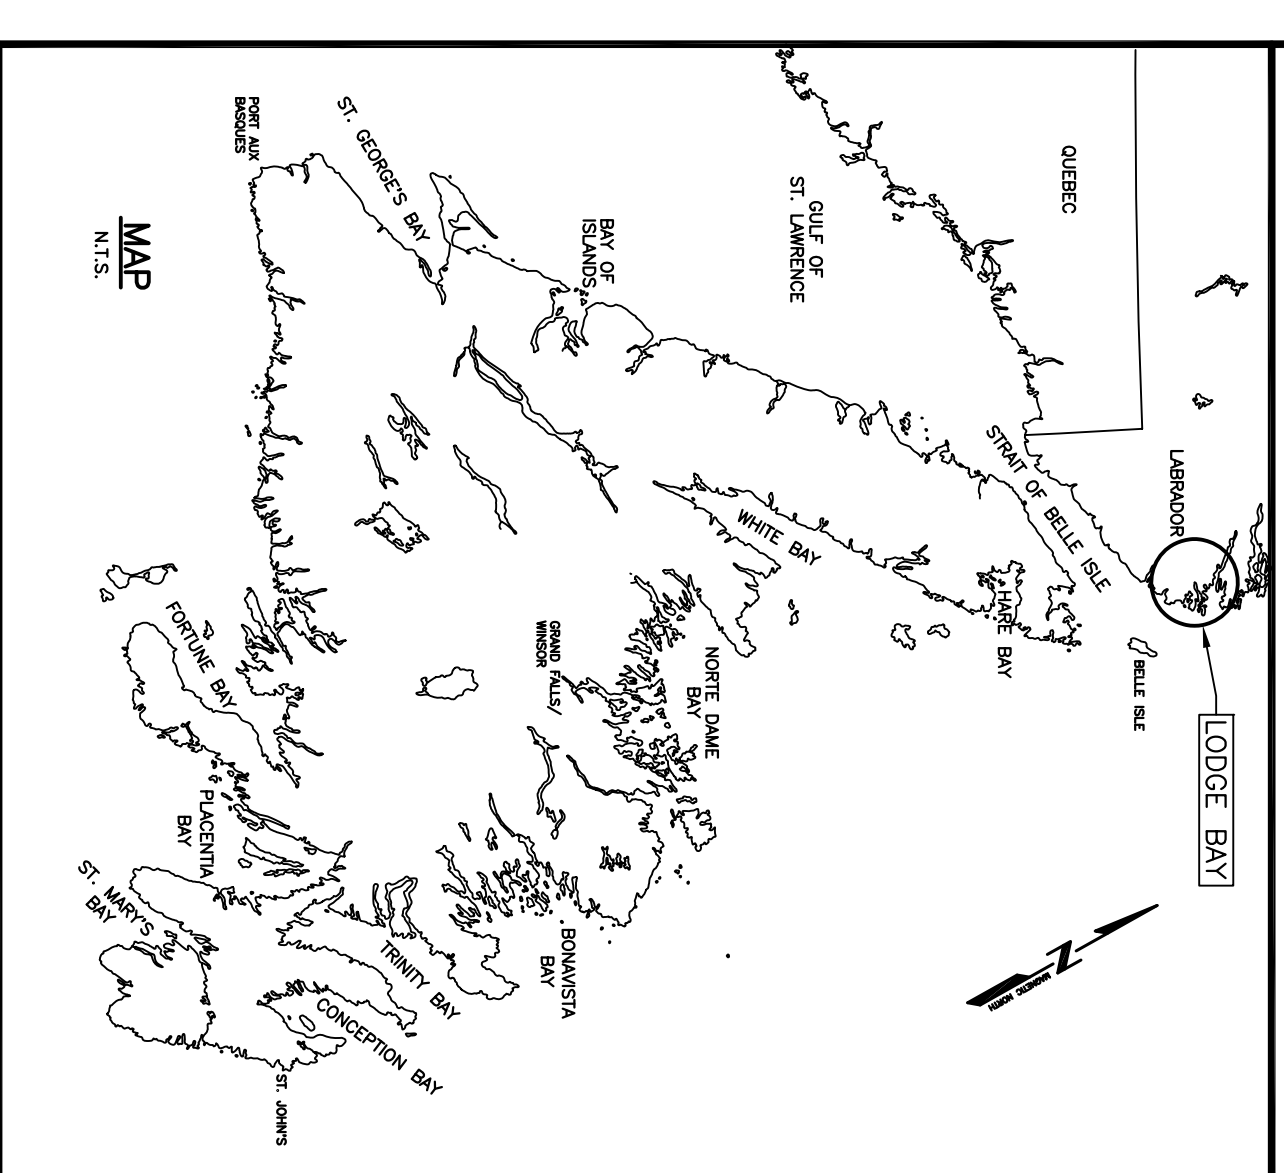 LODGE BAY
LABRADOR
BELLE ISLE
QUEBEC
STRAIT OF BELLE ISLE
HARE BAY
MAGNETIC NORTH
GULF OF
ST. LAWRENCE
WHITE BAY
NORTE DAME
BAY
BAY OF
ISLANDS
GRAND FALLS/
WINSOR
BONAVISTA
BAY
ST. GEORGE'S BAY
TRINITY BAY
CONCEPTION BAY
PORT AUX
BASQUES
ST. JOHN'S
FORTUNE BAY
PLACENTIA
BAY
ST. MARY'S
BAY
MAP
N.T.S.